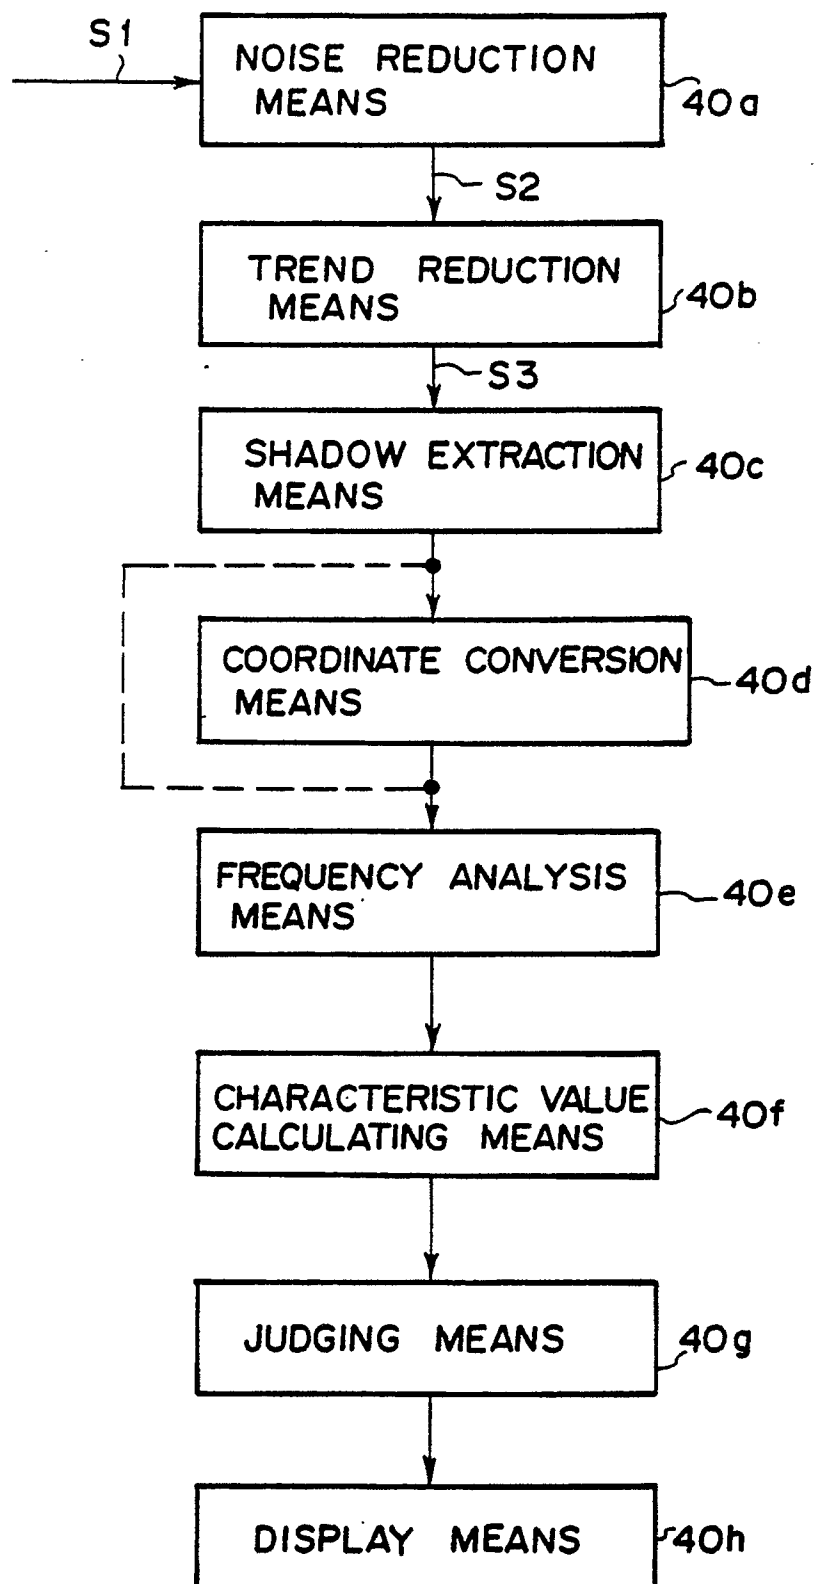 S1
NOISE REDUCTION
MEANS
40a
S2
TREND REDUCTION
MEANS
40b
S3
SHADOW EXTRACTION
MEANS
40c
COORDINATE CONVERSION
MEANS
40d
FREQUENCY ANALYSIS
MEANS
40e
CHARACTERISTIC VALUE
CALCULATING MEANS
40f
JUDGING MEANS
40g
DISPLAY MEANS
40h